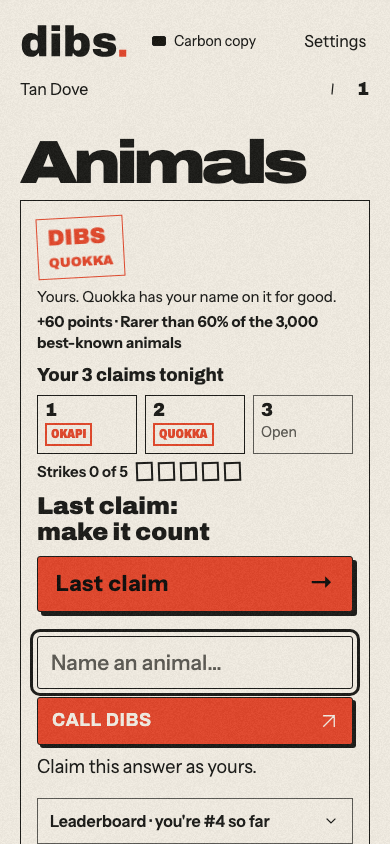 dibs.
Carbon copy
Settings
Tan Dove
1
Animals
DIBS
QUOKKA
Yours. Quokka has your name on it for good.
+60 points · Rarer than 60% of the 3,000
best-known animals
Your 3 claims tonight
1
OKAPI
2
QUOKKA
3
Open
Strikes 0 of 5
Last claim:
make it count
Last claim →
Name an animal...
CALL DIBS
Claim this answer as yours.
Leaderboard · you're #4 so far